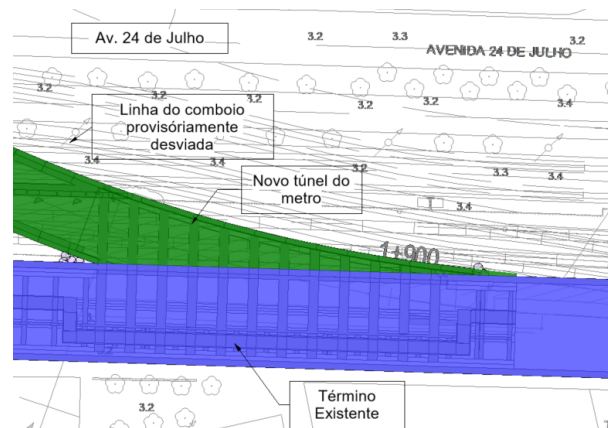 Av. 24 de Julho
3.2
3.3
3.2
AVENIDA 24 DE JULHO
3.2
3.2
3.2
3.2
3.2
3.4
Linha do comboio
provisóriamente
desviada
3.4
3.4
3.2
3.3
3.4
Novo túnel do
metro
T
3.4
1+900
Término
Existente
3.2